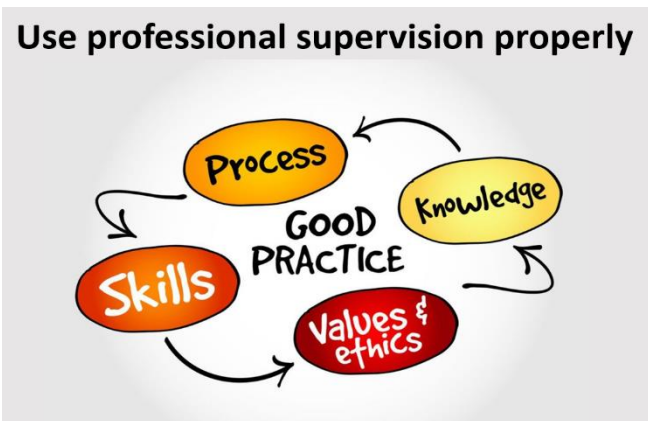 Use professional supervision properly
Process
Knowledge
GOOD
PRACTICE
Skills
Values &
ethics